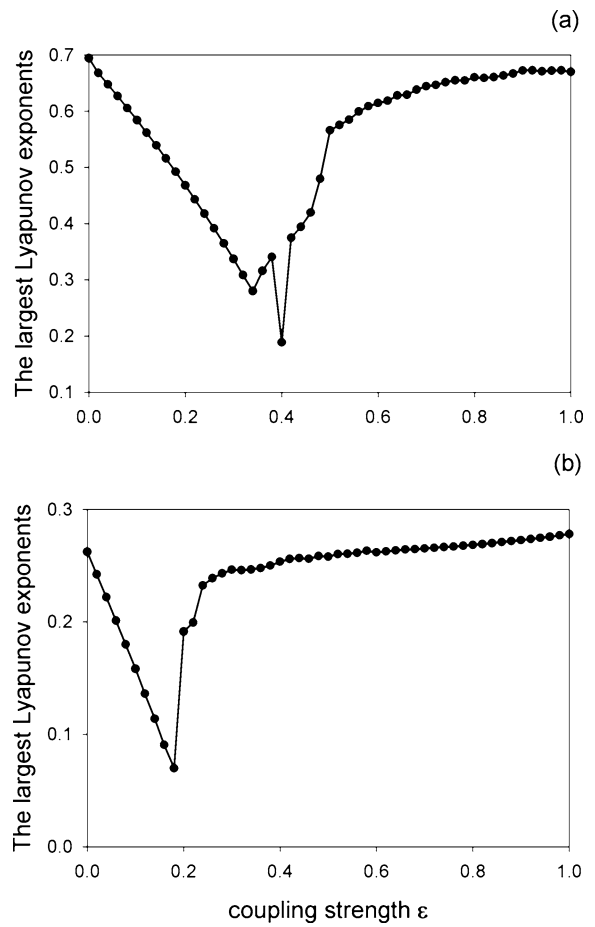 (a)
The largest Lyapunov exponents
0.7
0.6
0.5
0.4
0.3
0.2
0.1
0.0 0.2 0.4 0.6 0.8 1.0
(b)
The largest Lyapunov exponents
0.3
0.2
0.1
0.0
0.0 0.2 0.4 0.6 0.8 1.0
coupling strength ε